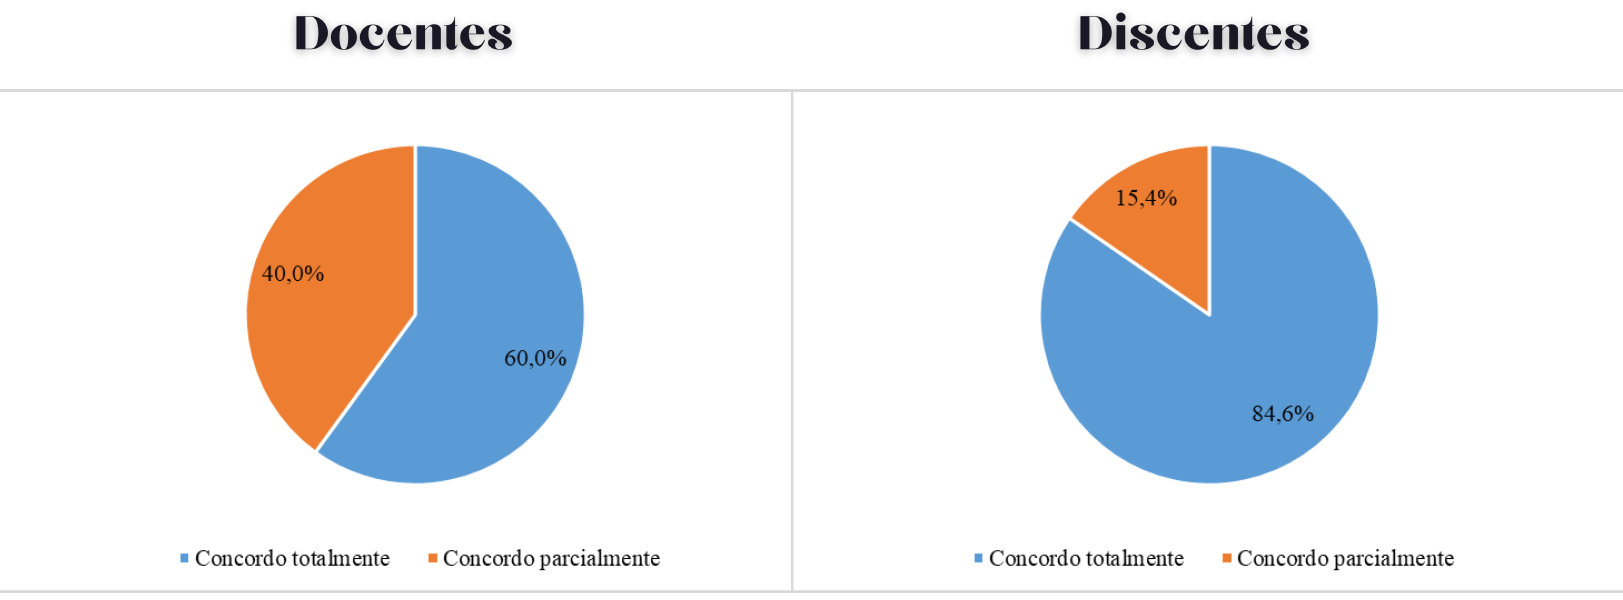 Docentes
Discentes
40,0%
60,0%
Concordo totalmente
Concordo parcialmente
15,4%
84,6%
Concordo totalmente
Concordo parcialmente